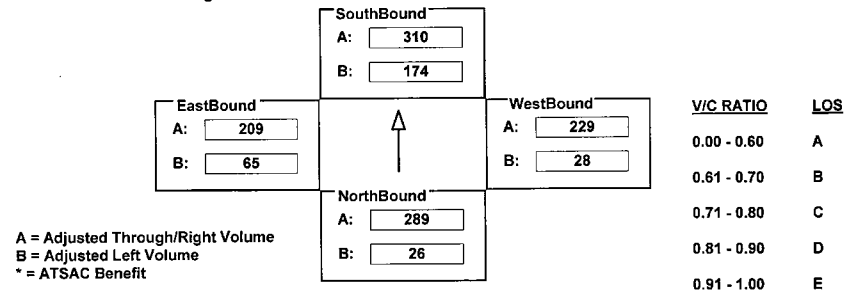 SouthBound
A: 310
B: 174
EastBound
A: 209
B: 65
WestBound
A: 229
B: 28
NorthBound
A: 289
B: 26
A = Adjusted Through/Right Volume
B = Adjusted Left Volume
* = ATSAC Benefit
V/C RATIO LOS
0.00 - 0.60 A
0.61 - 0.70 B
0.71 - 0.80 C
0.81 - 0.90 D
0.91 - 1.00 E